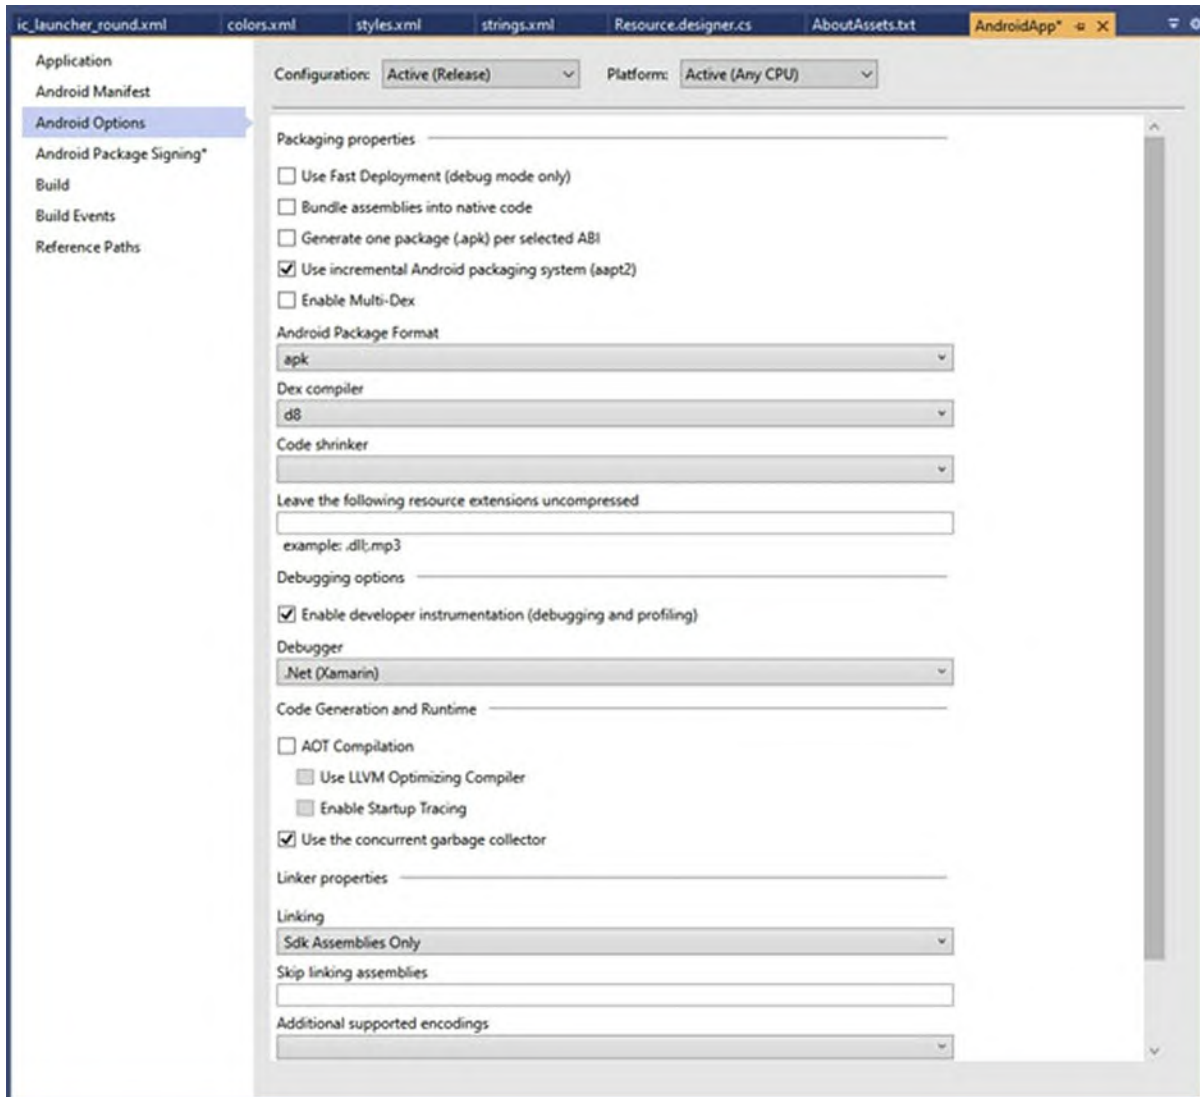 ic_launcher_round.xml colors.xml styles.xml strings.xml Resource.designer.cs AboutAssets.txt AndroidApp*
Application
Android Manifest
Android Options
Android Package Signing*
Build
Build Events
Reference Paths
Configuration: Active (Release) Platform: Active (Any CPU)
Packaging properties
Use Fast Deployment (debug mode only)
Bundle assemblies into native code
Generate one package (.apk) per selected ABI
Use incremental Android packaging system (aapt2)
Enable Multi-Dex
Android Package Format
apk
Dex compiler
d8
Code shrinker
Leave the following resource extensions uncompressed
example: .dll;.mp3
Debugging options
Enable developer instrumentation (debugging and profiling)
Debugger
.Net (Xamarin)
Code Generation and Runtime
AOT Compilation
Use LLVM Optimizing Compiler
Enable Startup Tracing
Use the concurrent garbage collector
Linker properties
Linking
Sdk Assemblies Only
Skip linking assemblies
Additional supported encodings